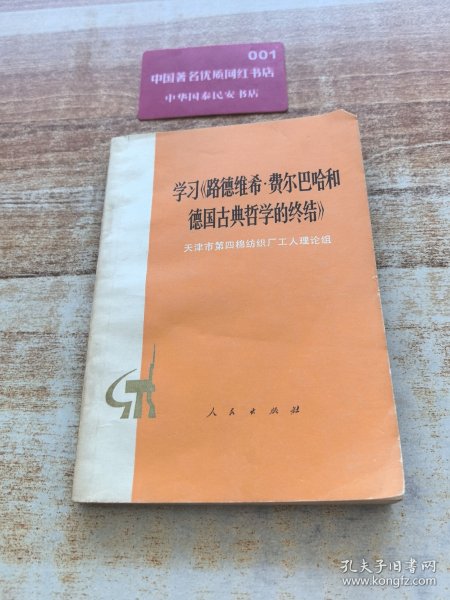 001
中国著名优质网红书店
中华国泰民安书店
学习《路德维希·费尔巴哈和
德国古典哲学的终结》
天津市第四棉纺织厂工人理论组
人民出版社
孔夫子旧书网
www.kongfz.com